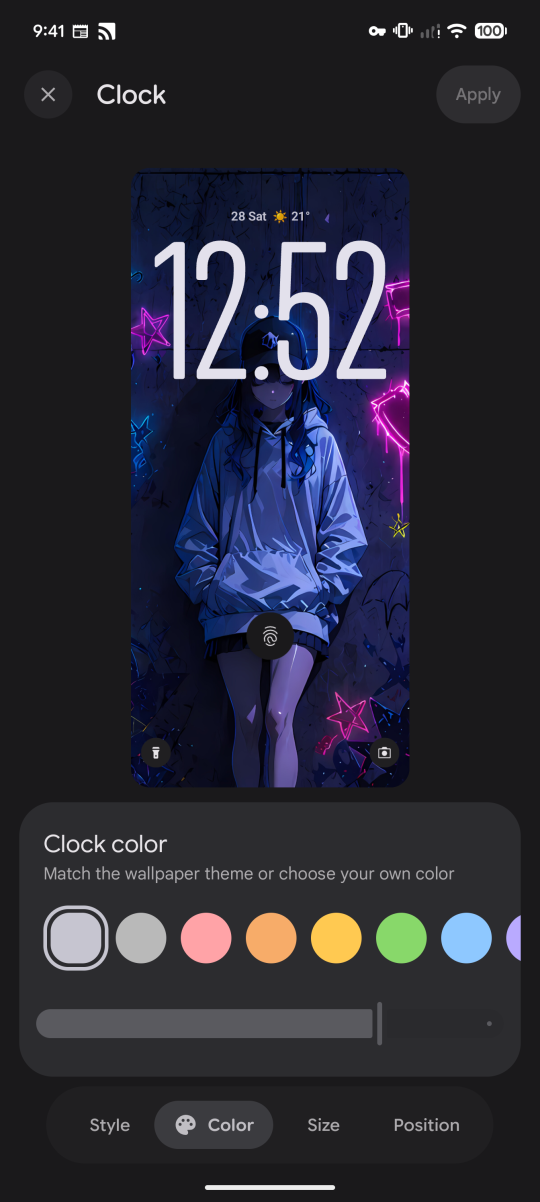 9:41
100
Clock
Apply
28 Sat ☀️ 21°
12:52
Clock color
Match the wallpaper theme or choose your own color
Style
Color
Size
Position